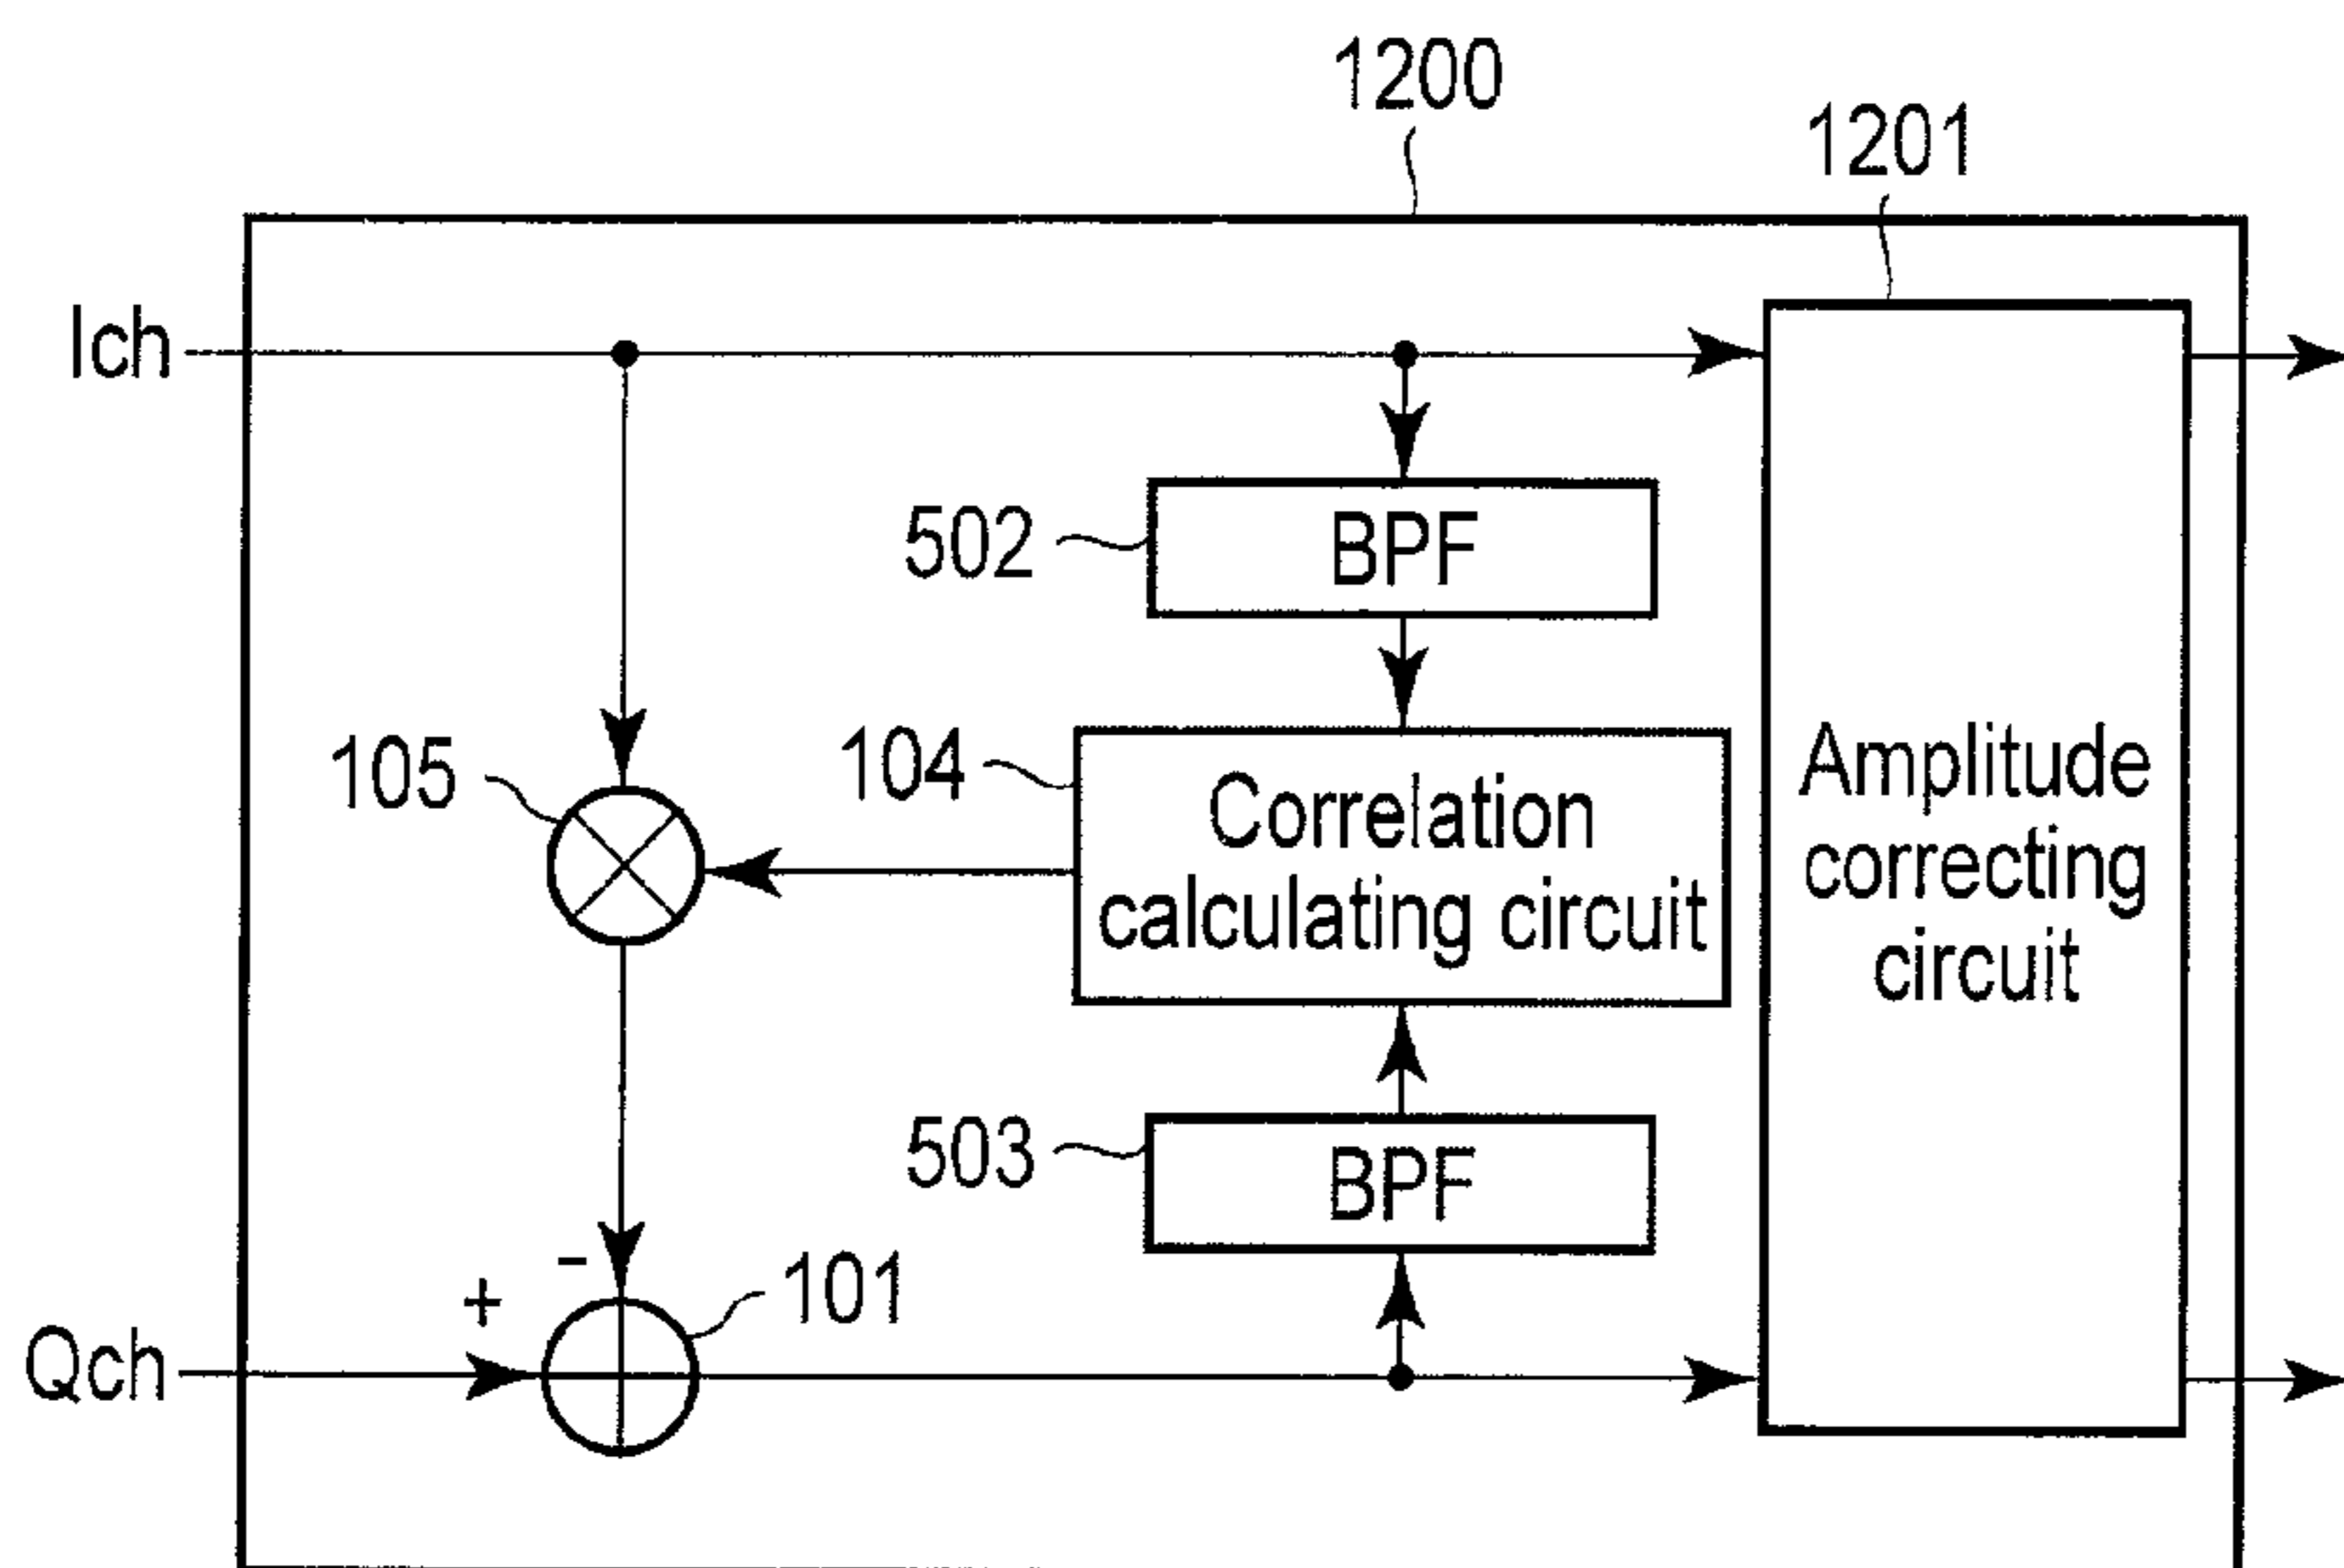 1200
1201
Ich
502
BPF
105
104
Correlation
calculating circuit
Amplitude
correcting
circuit
503
BPF
-
+
101
Qch